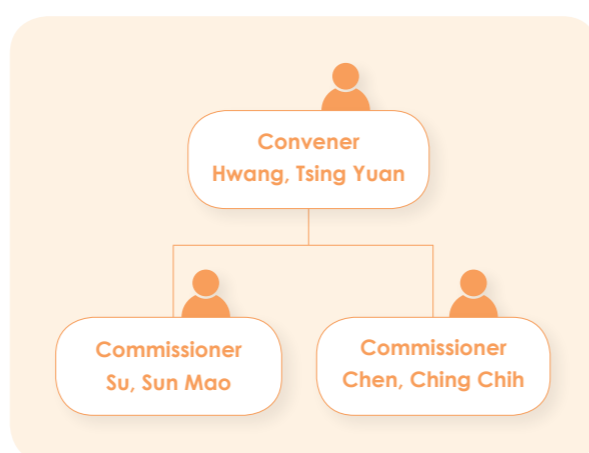 Convener
Hwang, Tsing Yuan
Commissioner
Su, Sun Mao
Commissioner
Chen, Ching Chih